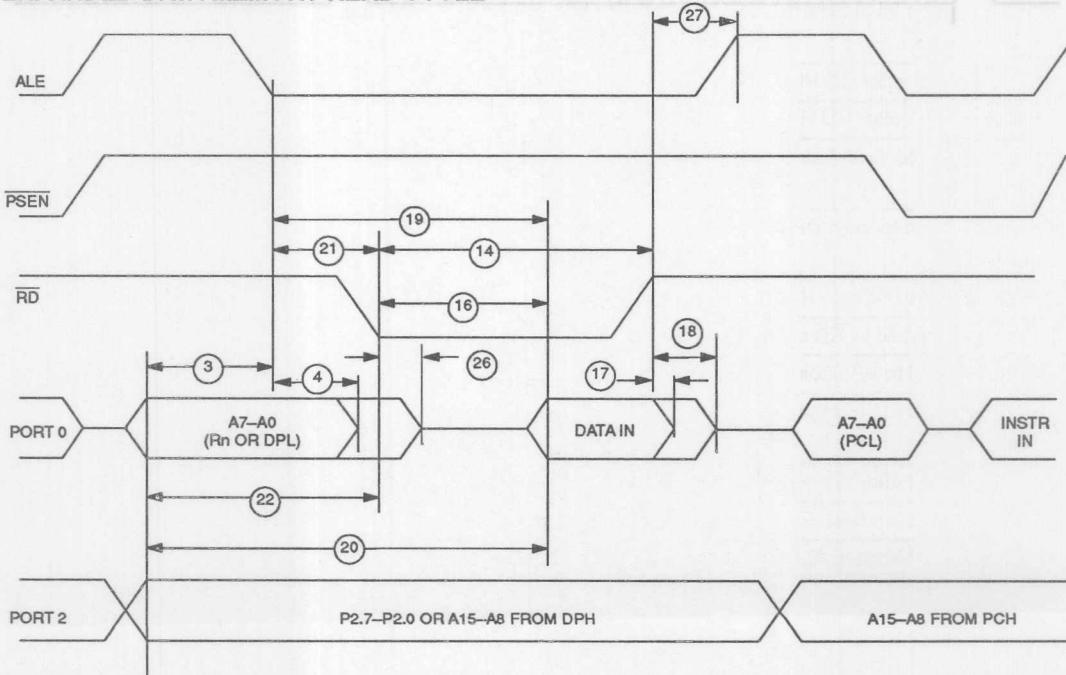 27
ALE
PSEN
19
21
14
RD
16
18
3
4
26
17
PORT 0
A7–A0
(Rn OR DPL)
DATA IN
A7–A0
(PCL)
INSTR
IN
22
20
PORT 2
P2.7–P2.0 OR A15–A8 FROM DPH
A15–A8 FROM PCH